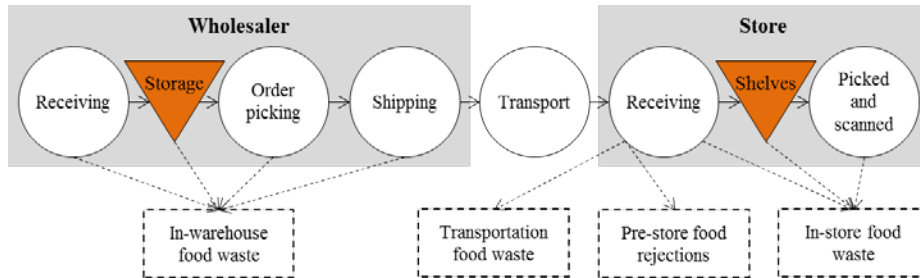 Wholesaler
Store
Receiving
Storage
Order
picking
Shipping
Transport
Receiving
Shelves
Picked
and
scanned
In-warehouse
food waste
Transportation
food waste
Pre-store food
rejections
In-store food
waste